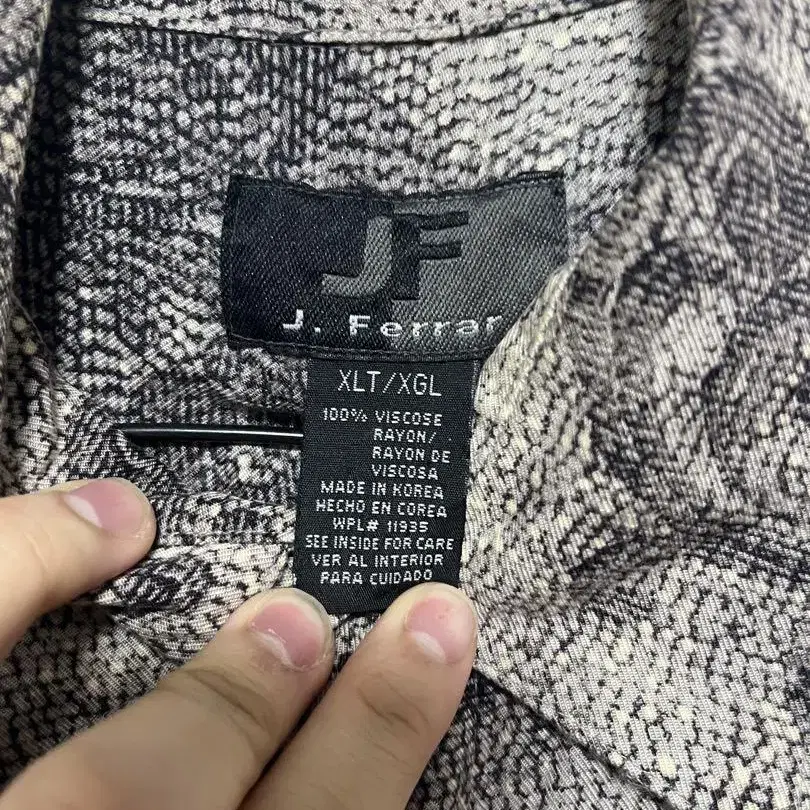 JF
J. Ferrar
XLT/XGL
100% VISCOSE
RAYON/
RAYON DE
VISCOSA
MADE IN KOREA
HECHO EN COREA
WPL# 11935
SEE INSIDE FOR CARE
VER AL INTERIOR
PARA CUIDADO